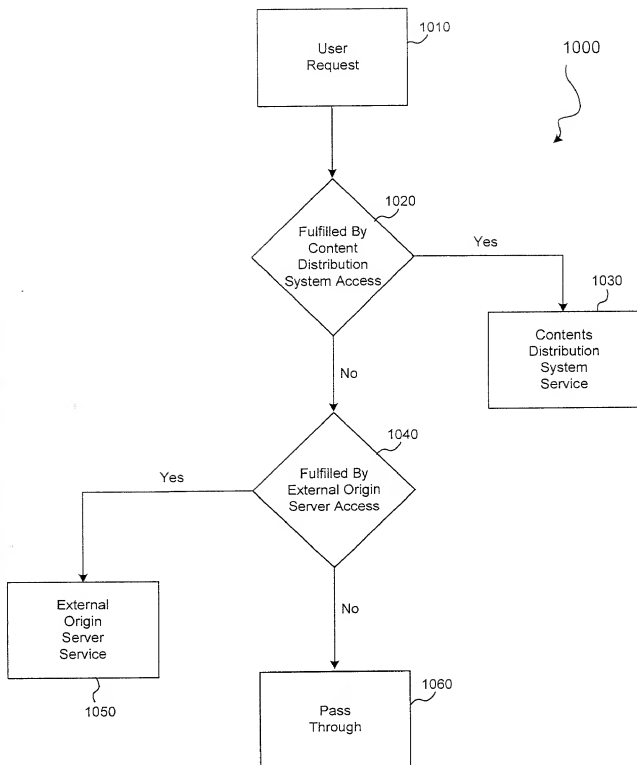 1010
User
Request
1000
1020
Fulfilled By
Content
Distribution
System Access
Yes
1030
Contents
Distribution
System
Service
No
1040
Fulfilled By
External Origin
Server Access
Yes
External
Origin
Server
Service
1050
No
1060
Pass
Through